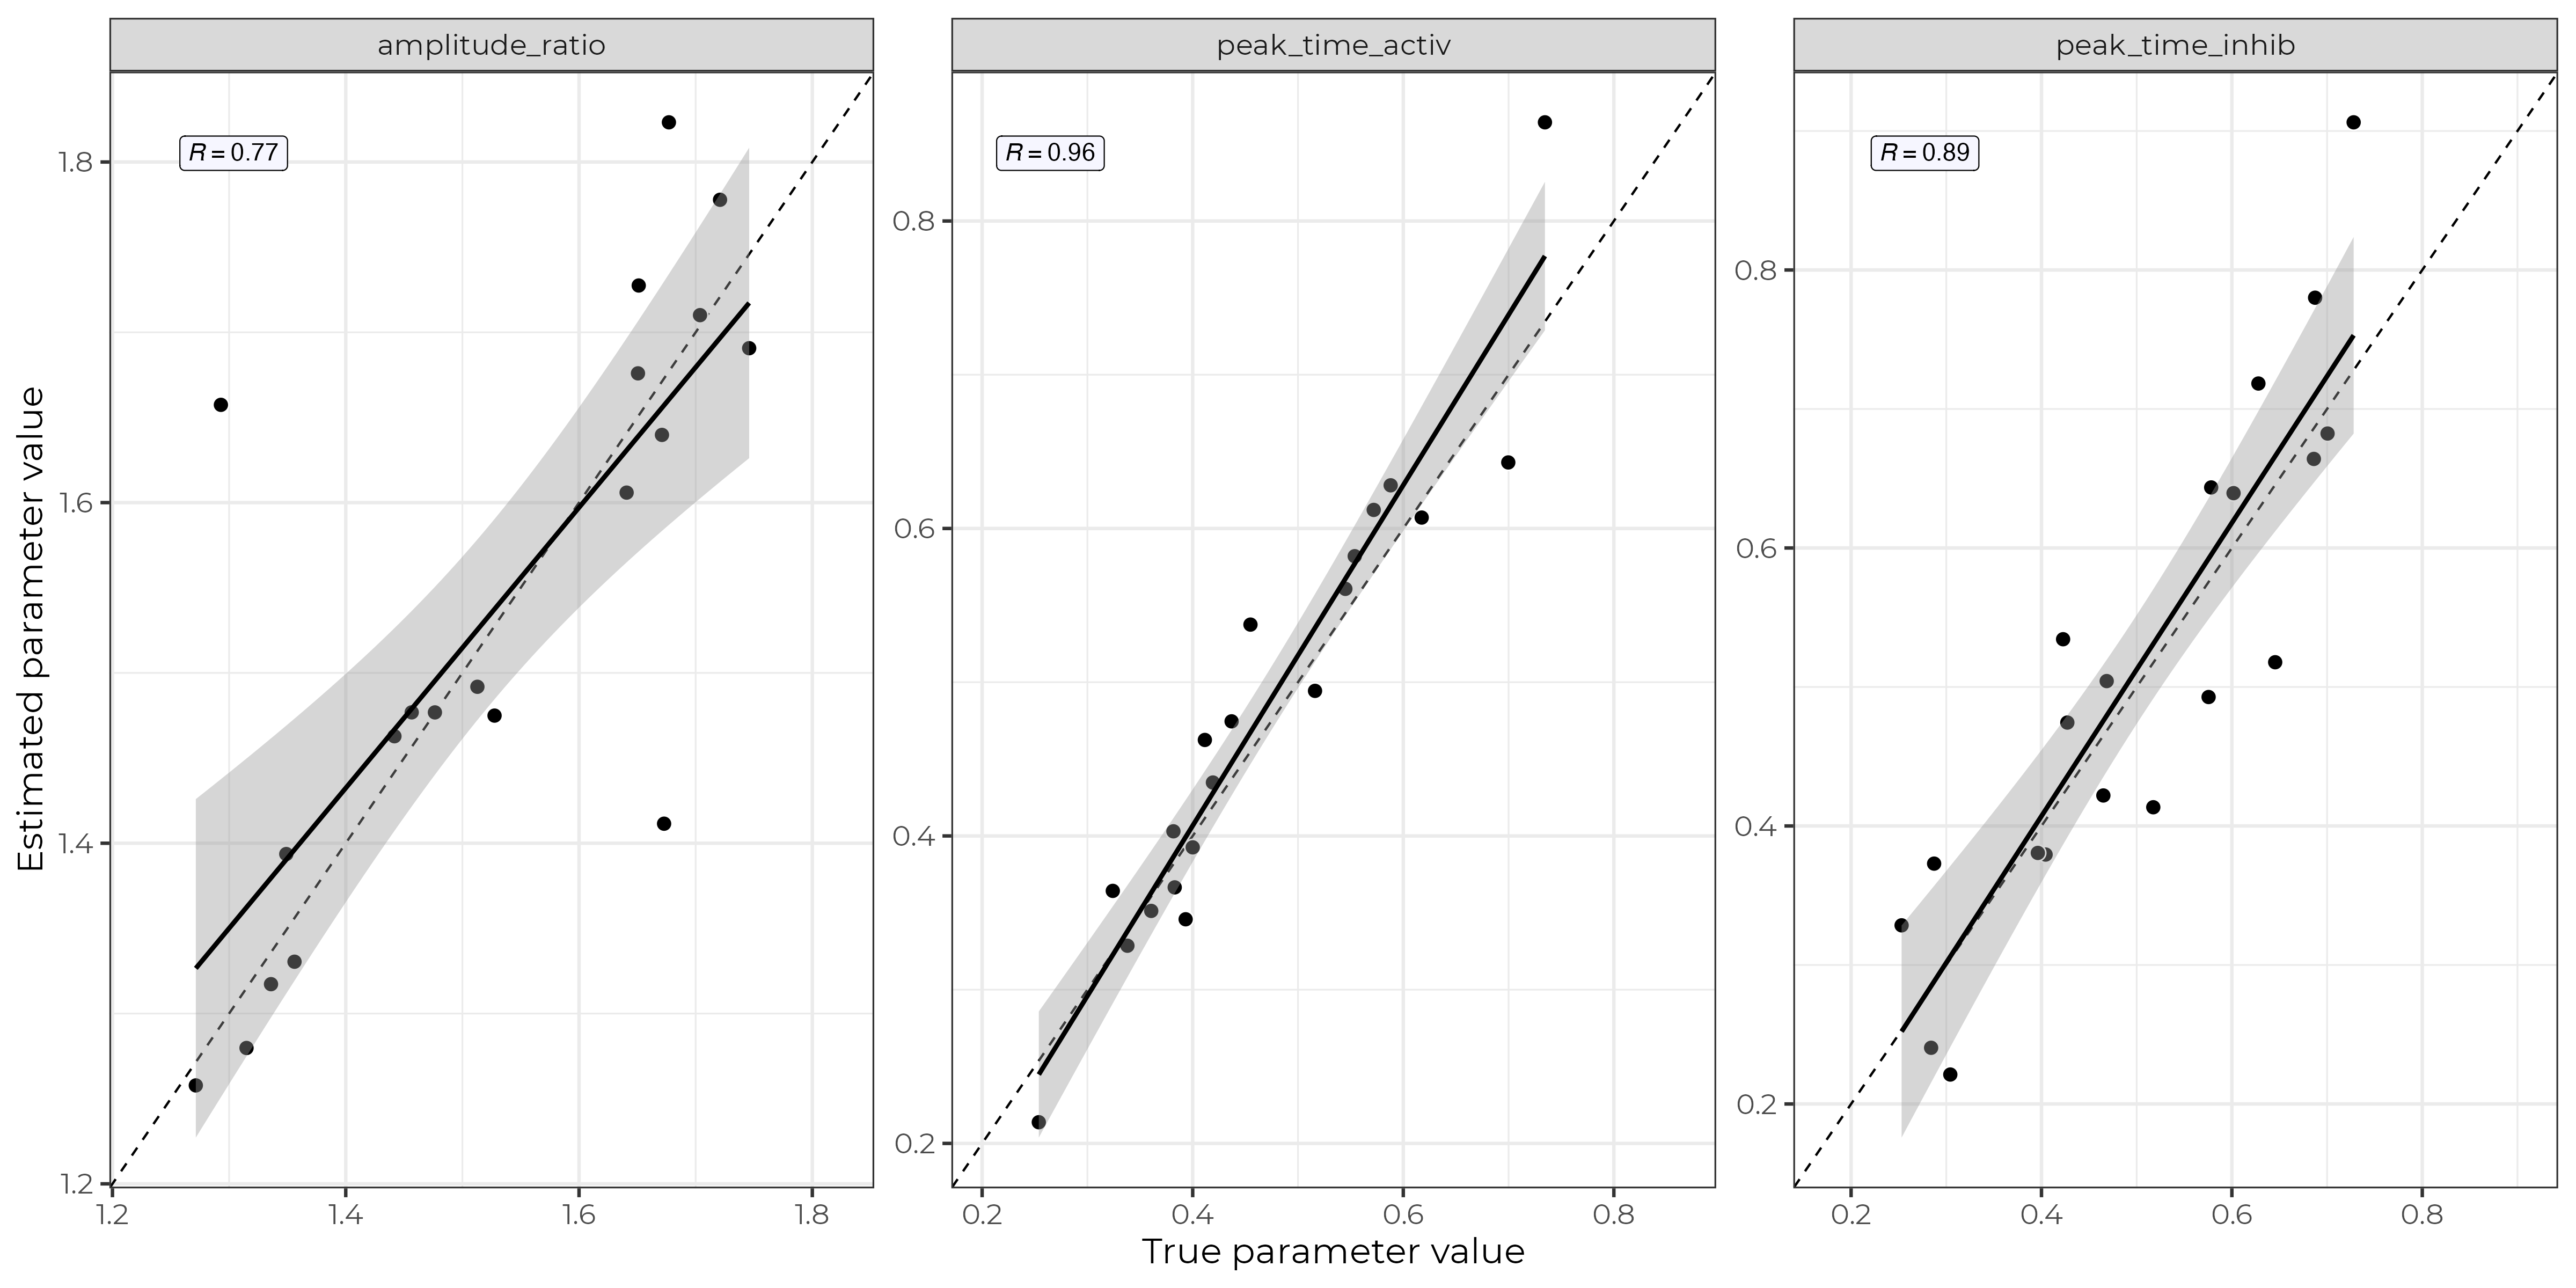 amplitude_ratio
peak_time_activ
peak_time_inhib
Estimated parameter value
1.8
1.6
1.4
1.2
R = 0.77
1.2 1.4 1.6 1.8
0.8
0.6
0.4
0.2
R = 0.96
0.2 0.4 0.6 0.8
0.8
0.6
0.4
0.2
R = 0.89
0.2 0.4 0.6 0.8
True parameter value